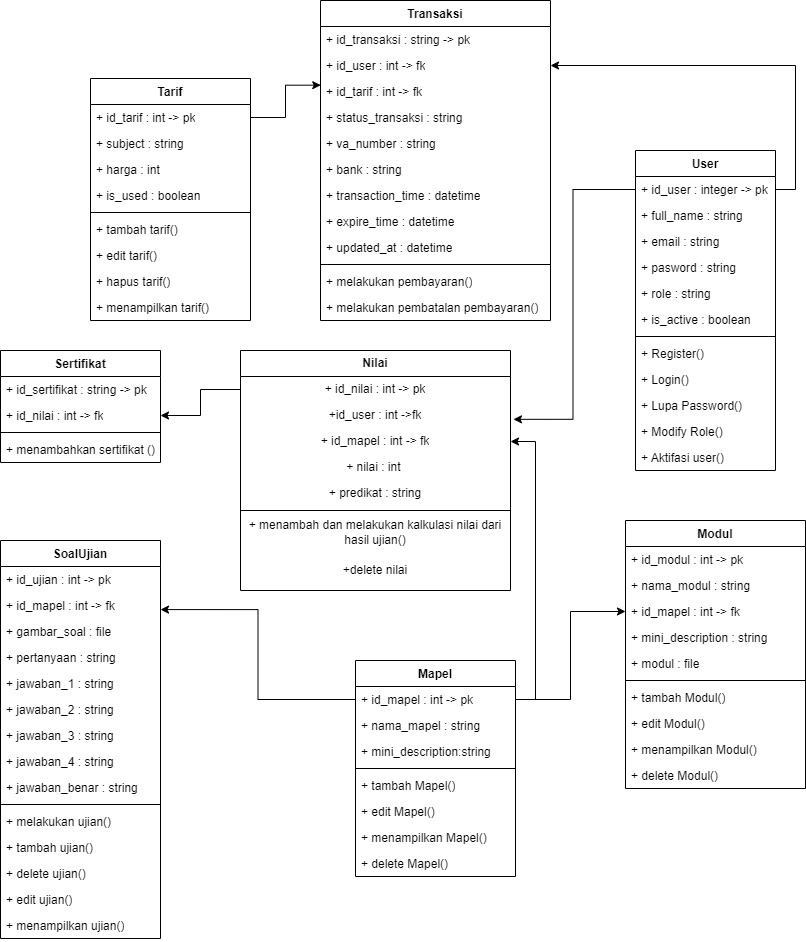 Transaksi
+ id_transaksi : string -> pk
+ id_user : int -> fk
+ id_tarif : int -> fk
+ status_transaksi : string
+ va_number : string
+ bank : string
+ transaction_time : datetime
+ expire_time : datetime
+ updated_at : datetime
+ melakukan pembayaran()
+ melakukan pembatalan pembayaran()
Tarif
+ id_tarif : int -> pk
+ subject : string
+ harga : int
+ is_used : boolean
+ tambah tarif()
+ edit tarif()
+ hapus tarif()
+ menampilkan tarif()
User
+ id_user : integer -> pk
+ full_name : string
+ email : string
+ pasword : string
+ role : string
+ is_active : boolean
+ Register()
+ Login()
+ Lupa Password()
+ Modify Role()
+ Aktifasi user()
Sertifikat
+ id_sertifikat : string -> pk
+ id_nilai : int -> fk
+ menambahkan sertifikat ()
Nilai
+ id_nilai : int -> pk
+id_user : int ->fk
+ id_mapel : int -> fk
+ nilai : int
+ predikat : string
+ menambah dan melakukan kalkulasi nilai dari
hasil ujian()
+delete nilai
SoalUjian
+ id_ujian : int -> pk
+ id_mapel : int -> fk
+ gambar_soal : file
+ pertanyaan : string
+ jawaban_1 : string
+ jawaban_2 : string
+ jawaban_3 : string
+ jawaban_4 : string
+ jawaban_benar : string
+ melakukan ujian()
+ tambah ujian()
+ delete ujian()
+ edit ujian()
+ menampilkan ujian()
Mapel
+ id_mapel : int -> pk
+ nama_mapel : string
+ mini_description:string
+ tambah Mapel()
+ edit Mapel()
+ menampilkan Mapel()
+ delete Mapel()
Modul
+ id_modul : int -> pk
+ nama_modul : string
+ id_mapel : int -> fk
+ mini_description : string
+ modul : file
+ tambah Modul()
+ edit Modul()
+ menampilkan Modul()
+ delete Modul()